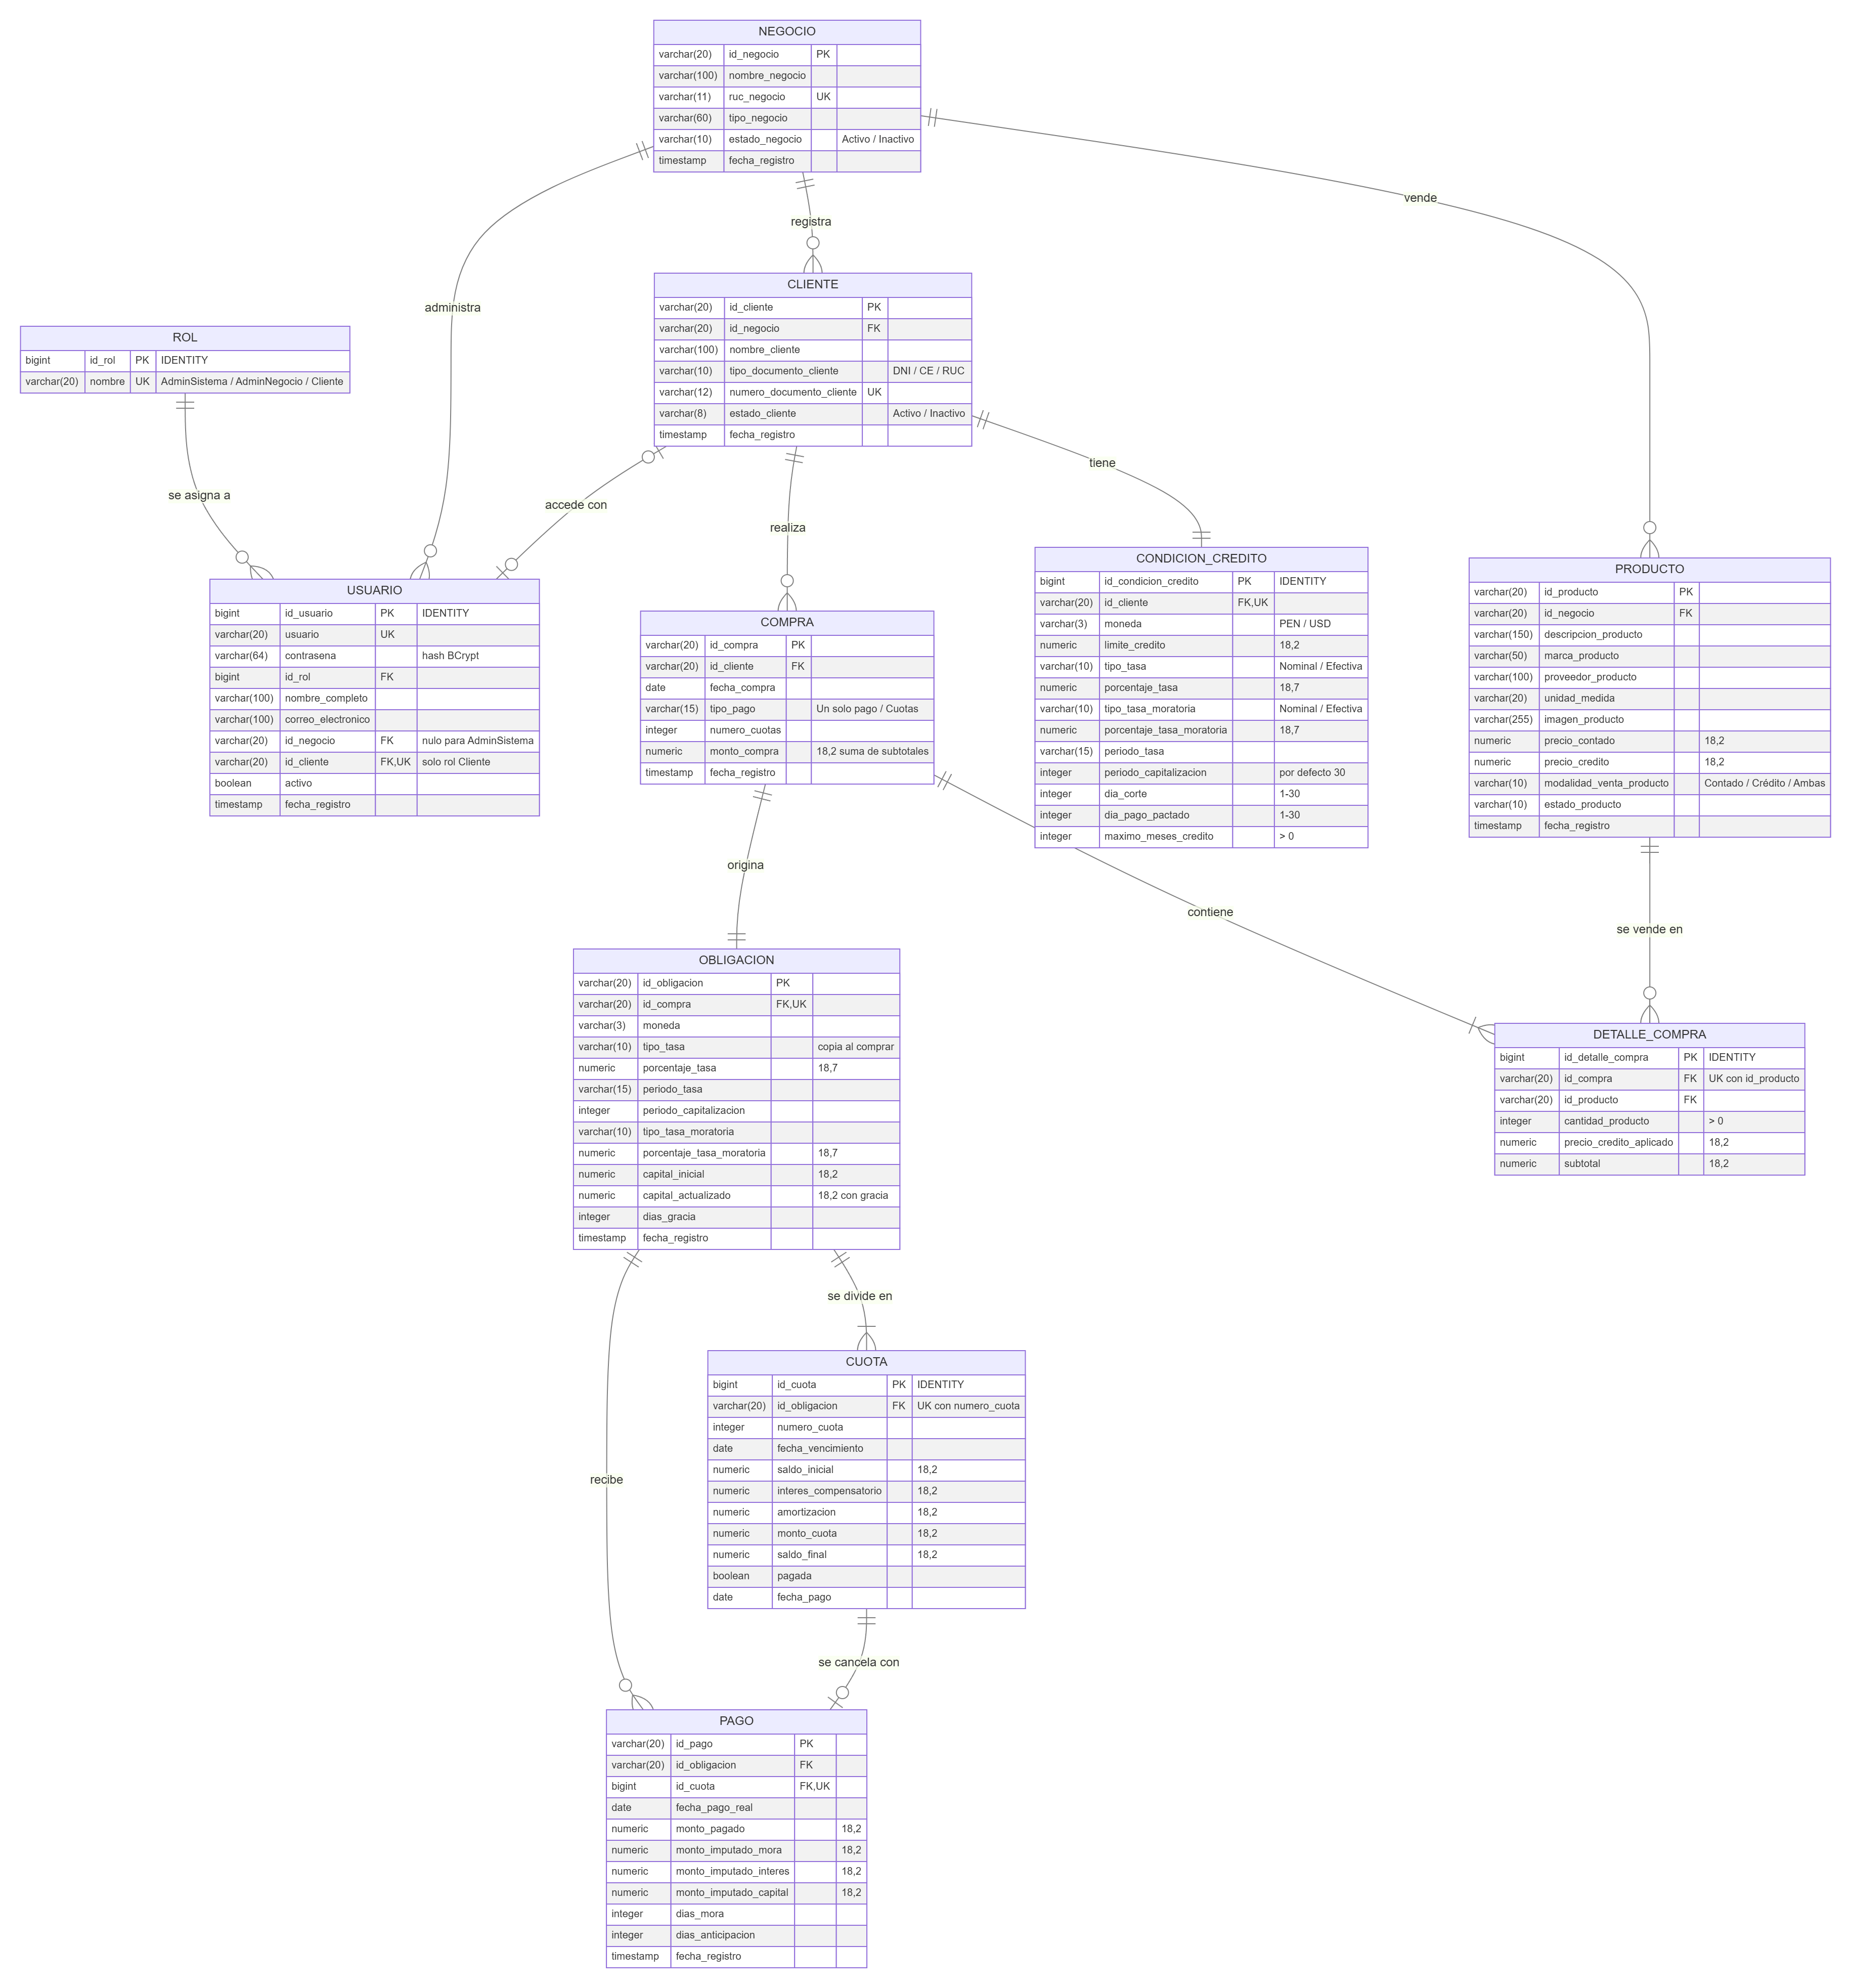 NEGOCIO
varchar(20) id_negocio PK
varchar(100) nombre_negocio
varchar(11) ruc_negocio UK
varchar(60) tipo_negocio
varchar(10) estado_negocio Activo / Inactivo
timestamp fecha_registro
vende
registra
administra
CLIENTE
varchar(20) id_cliente PK
varchar(20) id_negocio FK
varchar(100) nombre_cliente
varchar(10) tipo_documento_cliente DNI / CE / RUC
varchar(12) numero_documento_cliente UK
varchar(8) estado_cliente Activo / Inactivo
timestamp fecha_registro
ROL
bigint id_rol PK IDENTITY
varchar(20) nombre UK AdminSistema / AdminNegocio / Cliente
se asigna a
accede con
realiza
tiene
USUARIO
bigint id_usuario PK IDENTITY
varchar(20) usuario UK
varchar(64) contrasena hash BCrypt
bigint id_rol FK
varchar(100) nombre_completo
varchar(100) correo_electronico
varchar(20) id_negocio FK nulo para AdminSistema
varchar(20) id_cliente FK,UK solo rol Cliente
boolean activo
timestamp fecha_registro
COMPRA
varchar(20) id_compra PK
varchar(20) id_cliente FK
date fecha_compra
varchar(15) tipo_pago Un solo pago / Cuotas
integer numero_cuotas
numeric monto_compra 18,2 suma de subtotales
timestamp fecha_registro
CONDICION_CREDITO
bigint id_condicion_credito PK IDENTITY
varchar(20) id_cliente FK,UK
varchar(3) moneda PEN / USD
numeric limite_credito 18,2
varchar(10) tipo_tasa Nominal / Efectiva
numeric porcentaje_tasa 18,7
varchar(10) tipo_tasa_moratoria Nominal / Efectiva
numeric porcentaje_tasa_moratoria 18,7
varchar(15) periodo_tasa
integer periodo_capitalizacion por defecto 30
integer dia_corte 1-30
integer dia_pago_pactado 1-30
integer maximo_meses_credito > 0
PRODUCTO
varchar(20) id_producto PK
varchar(20) id_negocio FK
varchar(150) descripcion_producto
varchar(50) marca_producto
varchar(100) proveedor_producto
varchar(20) unidad_medida
varchar(255) imagen_producto
numeric precio_contado 18,2
numeric precio_credito 18,2
varchar(10) modalidad_venta_producto Contado / Crédito / Ambas
varchar(10) estado_producto
timestamp fecha_registro
origina
contiene
se vende en
OBLIGACION
varchar(20) id_obligacion PK
varchar(20) id_compra FK,UK
varchar(3) moneda
varchar(10) tipo_tasa copia al comprar
numeric porcentaje_tasa 18,7
varchar(15) periodo_tasa
integer periodo_capitalizacion
varchar(10) tipo_tasa_moratoria
numeric porcentaje_tasa_moratoria 18,7
numeric capital_inicial 18,2
numeric capital_actualizado 18,2 con gracia
integer dias_gracia
timestamp fecha_registro
DETALLE_COMPRA
bigint id_detalle_compra PK IDENTITY
varchar(20) id_compra FK UK con id_producto
varchar(20) id_producto FK
integer cantidad_producto > 0
numeric precio_credito_aplicado 18,2
numeric subtotal 18,2
se divide en
recibe
CUOTA
bigint id_cuota PK IDENTITY
varchar(20) id_obligacion FK UK con numero_cuota
integer numero_cuota
date fecha_vencimiento
numeric saldo_inicial 18,2
numeric interes_compensatorio 18,2
numeric amortizacion 18,2
numeric monto_cuota 18,2
numeric saldo_final 18,2
boolean pagada
date fecha_pago
se cancela con
PAGO
varchar(20) id_pago PK
varchar(20) id_obligacion FK
bigint id_cuota FK,UK
date fecha_pago_real
numeric monto_pagado 18,2
numeric monto_imputado_mora 18,2
numeric monto_imputado_interes 18,2
numeric monto_imputado_capital 18,2
integer dias_mora
integer dias_anticipacion
timestamp fecha_registro